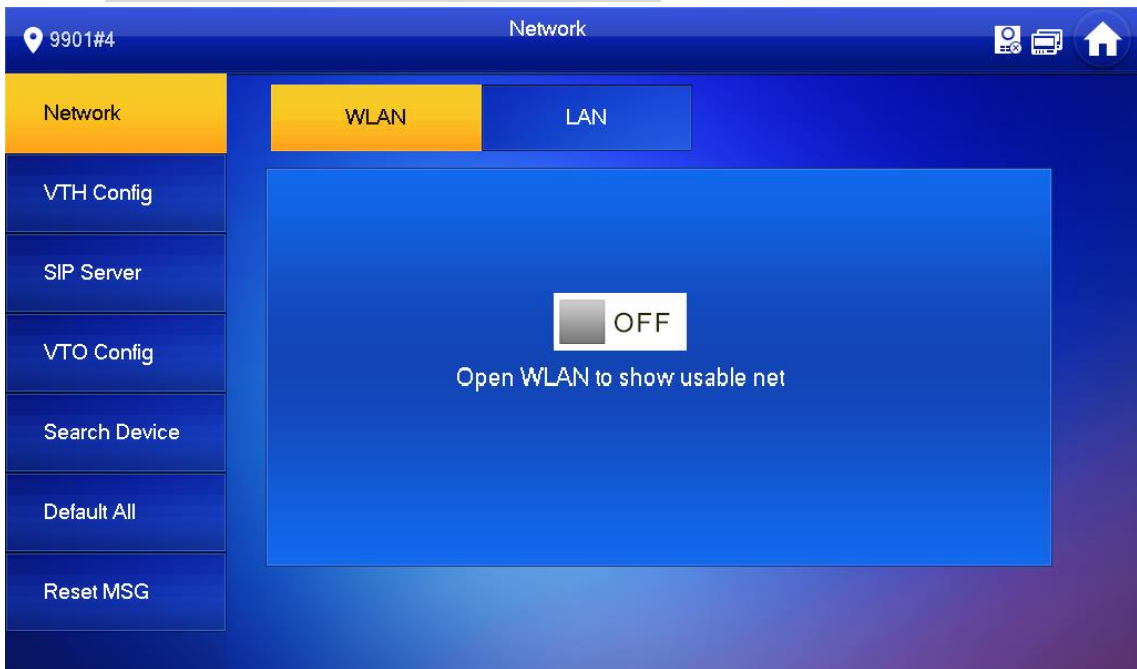 9901#4
Network
Network
WLAN
LAN
VTH Config
SIP Server
OFF
VTO Config
Open WLAN to show usable net
Search Device
Default All
Reset MSG